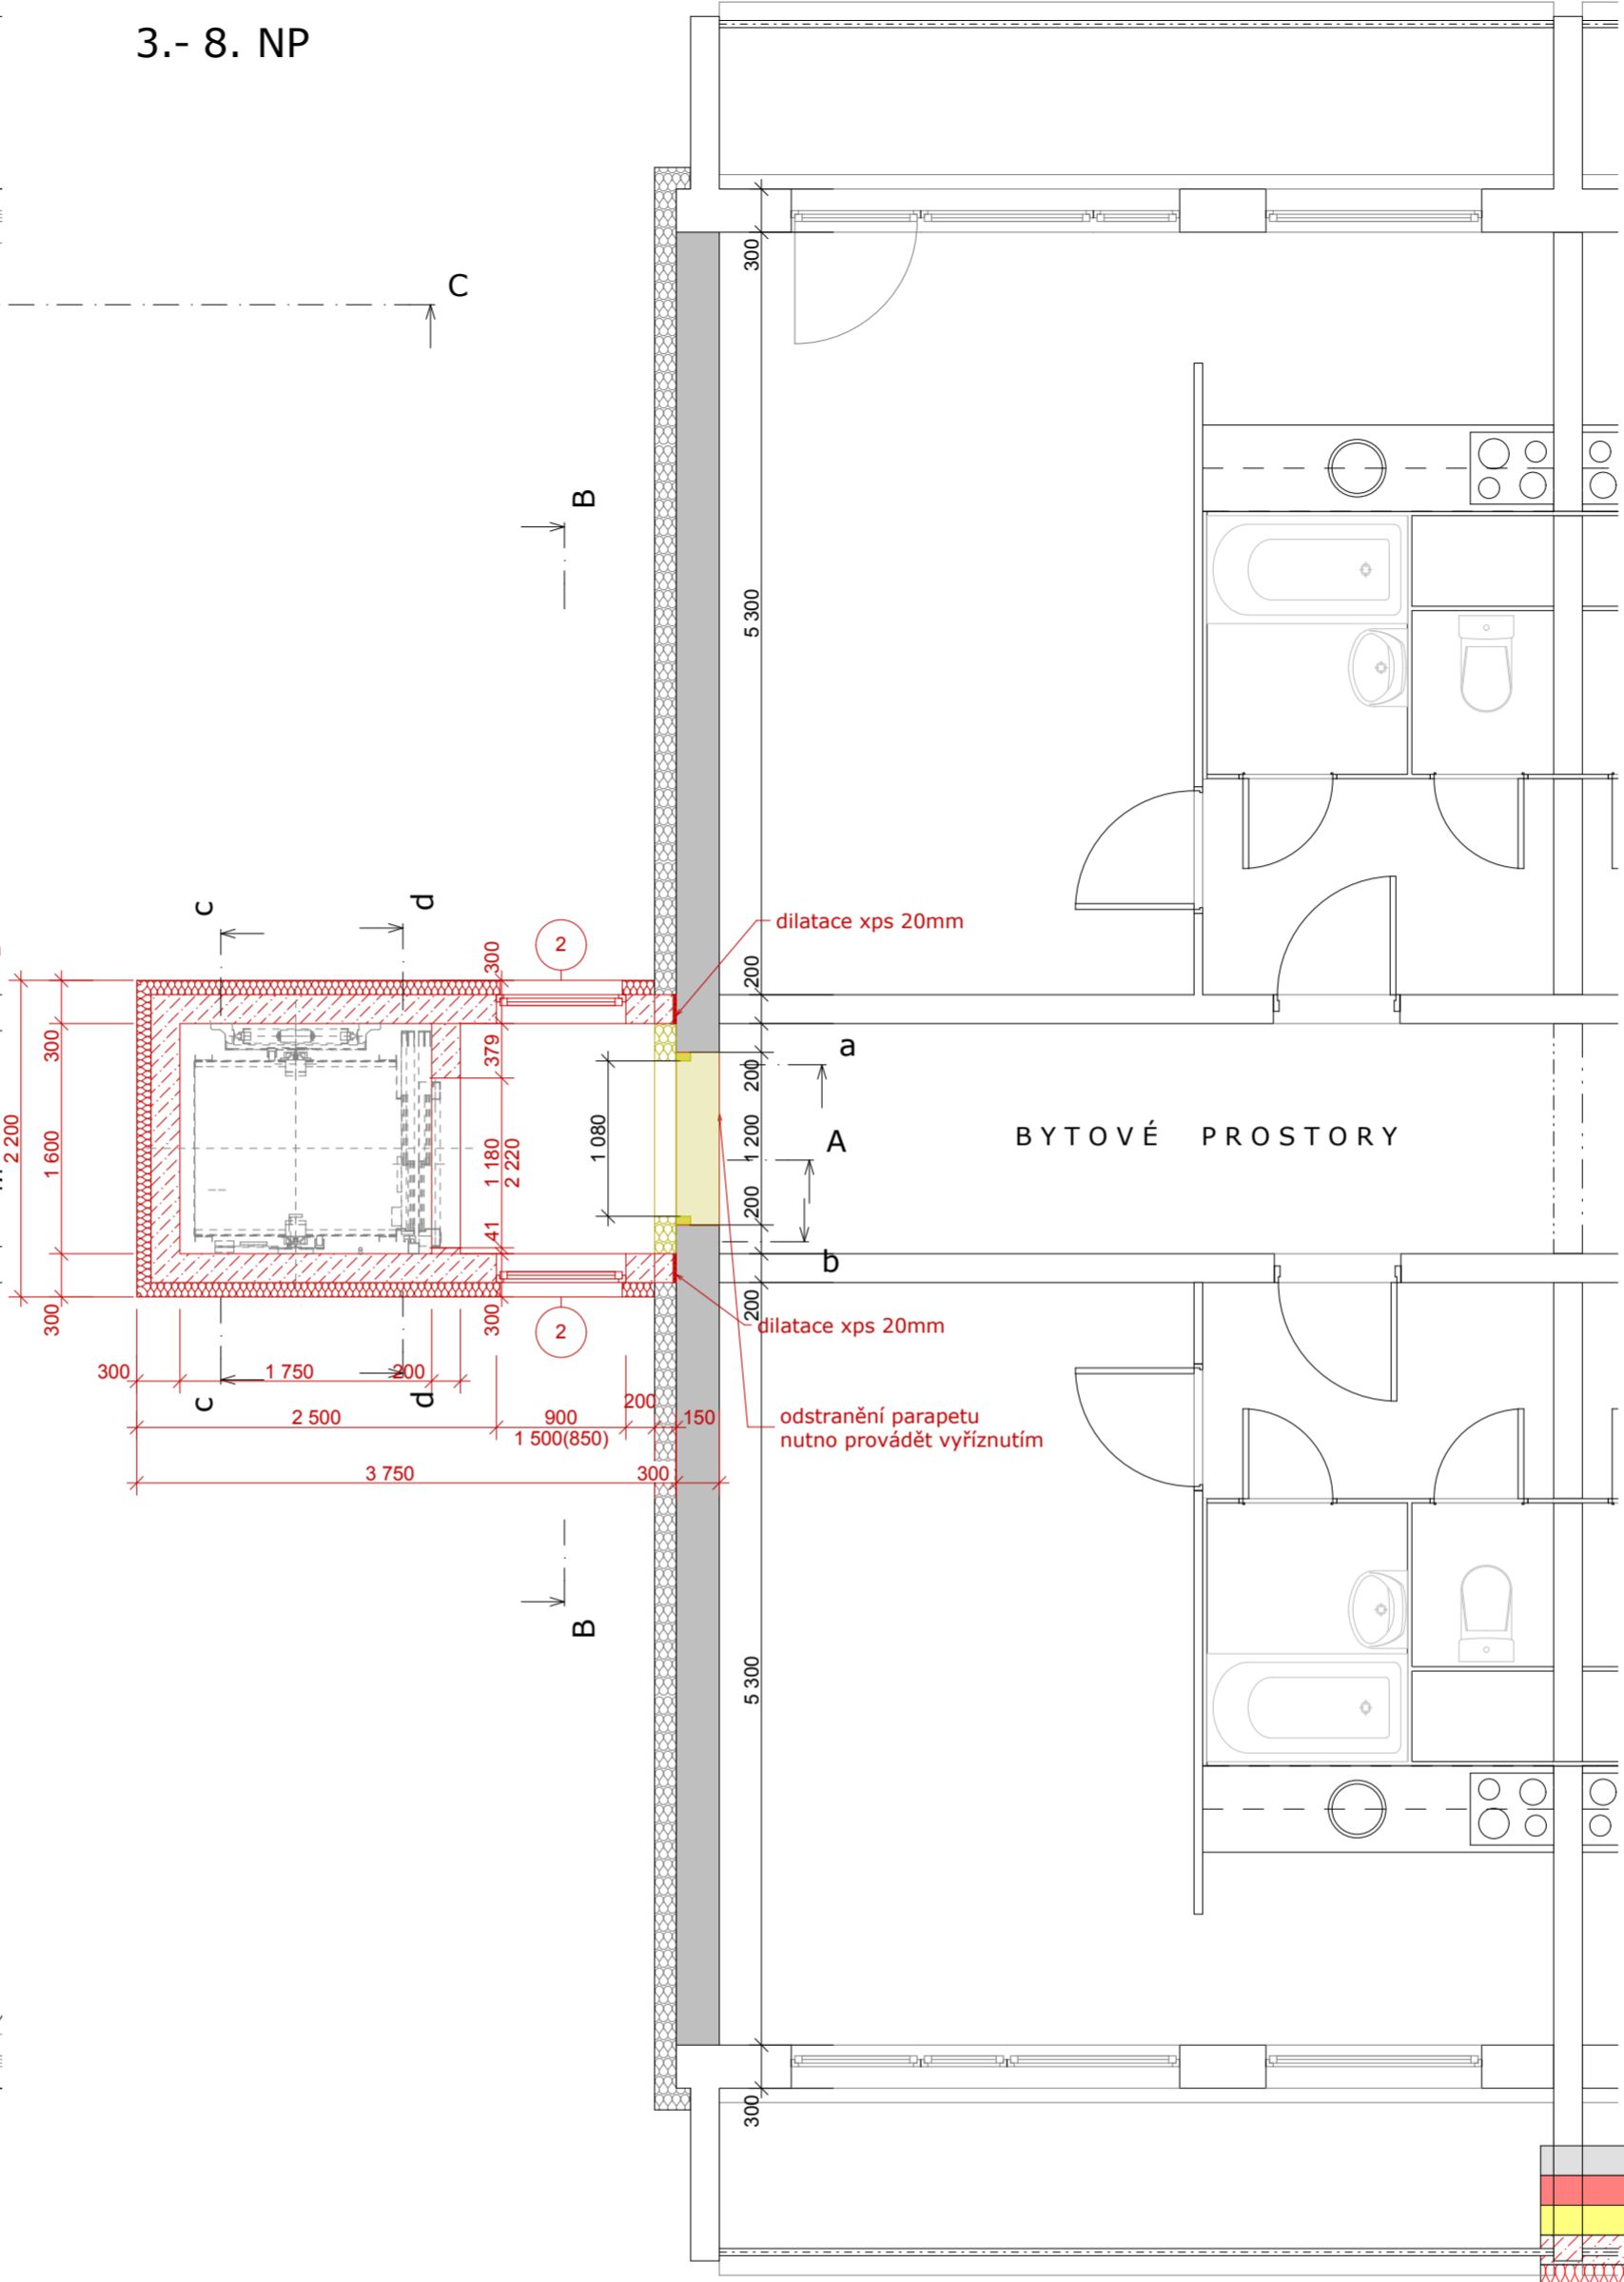 3.- 8. NP
C
B
300
5 300
c
d
dilatace xps 20mm
2
300
200
300
379
a
200
1 080
1 200
A
BYTOVÉ PROSTORY
2 200
1 600
1 180
2 220
200
41
b
300
300
2
200
dilatace xps 20mm
300
1 750
200
c
d
2 500
900
200
150
1 500(850)
odstranění parapetu
nutno provádět vyříznutím
3 750
300
B
5 300
300